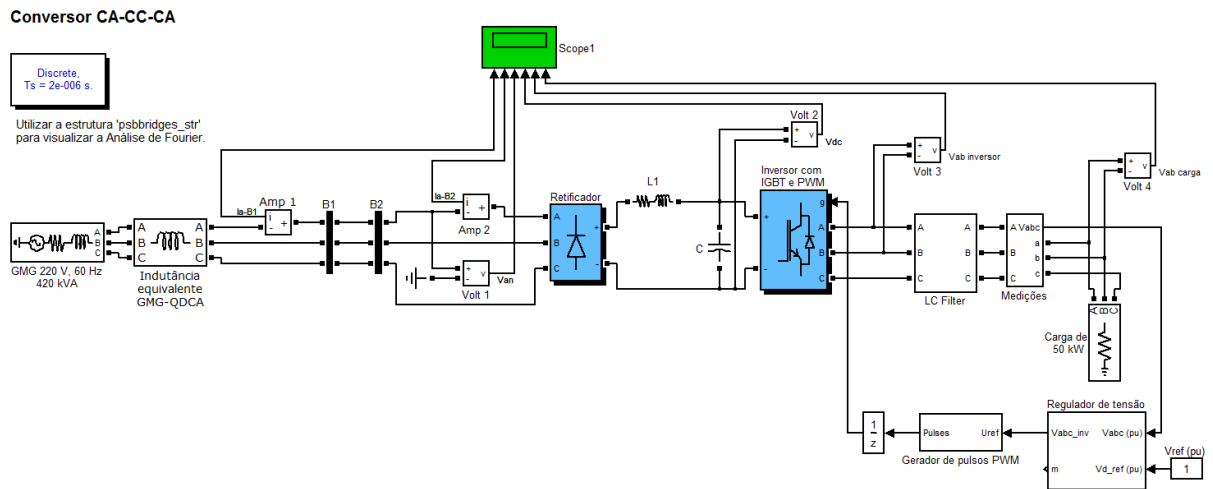 Conversor CA-CC-CA
Discrete,
Ts = 2e-006 s.
Utilizar a estrutura 'psbbridges_str'
para visualizar a Análise de Fourier.
Scope1
GMG 220 V, 60 Hz
420 kVA
A
B
C
A
B
C
A
B
C
Indutância
equivalente
GMG-QDCA
Ia-B1
Amp 1
i
+
-
B1
B2
Ia-B2
i
+
-
Amp 2
+
-
v
Van
Volt 1
Retificador
A
B
C
+
-
L1
C
Volt 2
+
-
v
Vdc
Inversor com
IGBT e PWM
g
+
-
A
B
C
+
-
v
Vab inversor
Volt 3
A
B
C
A
B
C
LC Filter
A
B
C
Vabc
a
b
c
Medições
+
-
v
Vab carga
Volt 4
A
B
C
Carga de
50 kW
Regulador de tensão
Vabc_inv
m
Vabc (pu)
Vd_ref (pu)
Vref (pu)
1
Pulses
Uref
Gerador de pulsos PWM
1
z